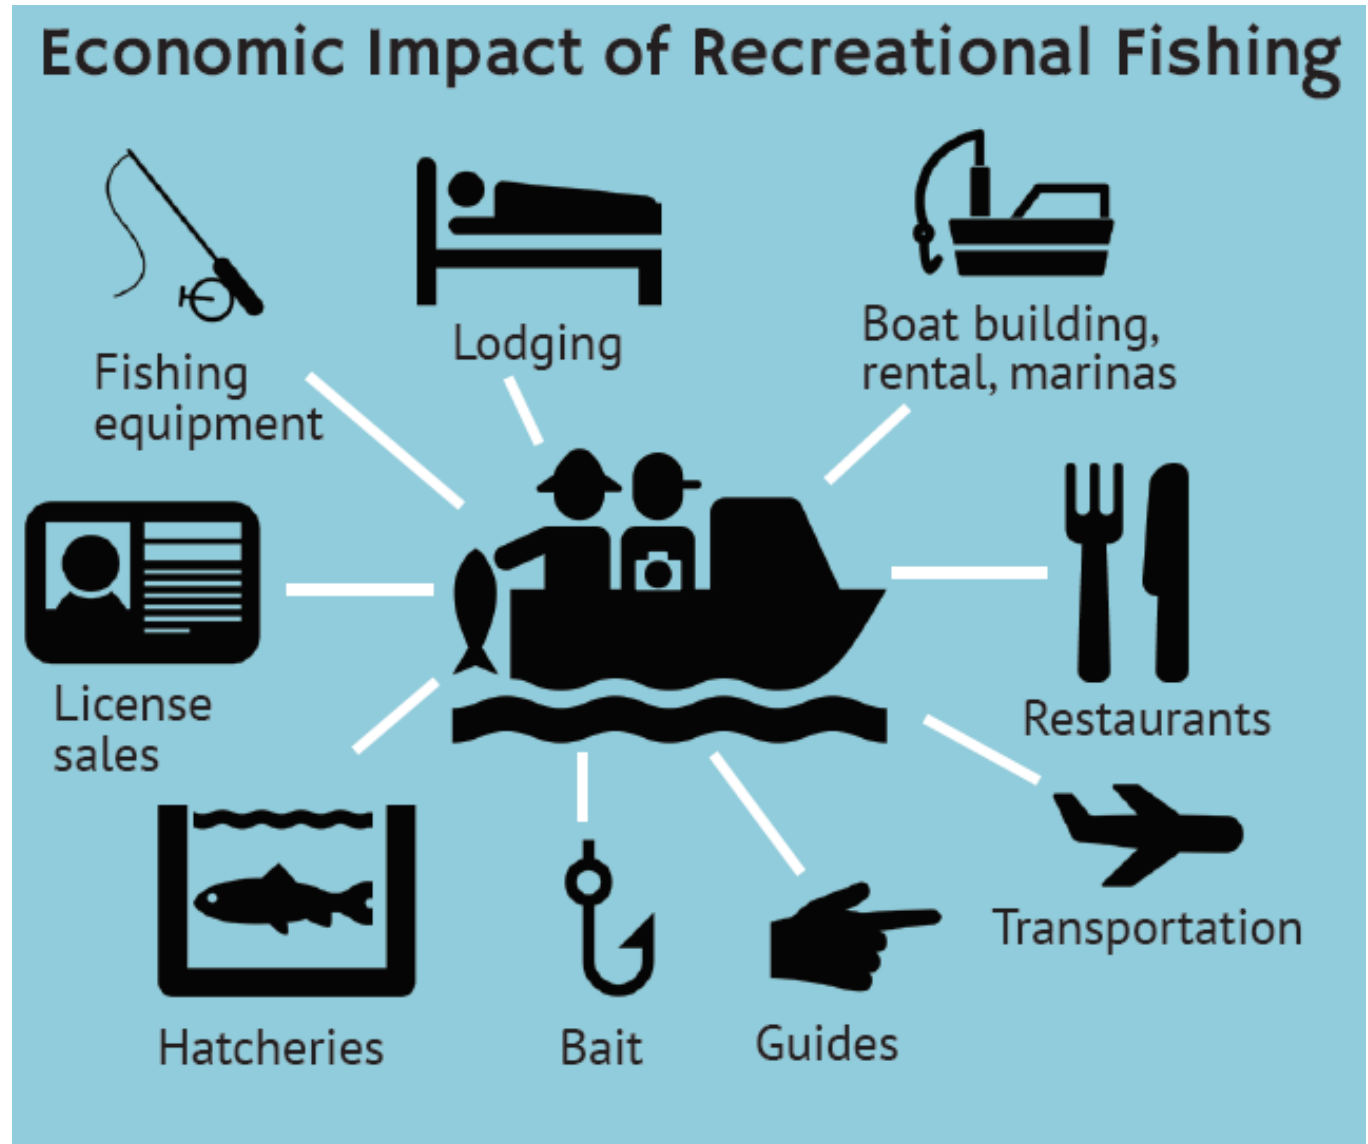 Economic Impact of Recreational Fishing
Fishing
equipment
Lodging
Boat building,
rental, marinas
License
sales
Restaurants
Transportation
Hatcheries
Bait
Guides